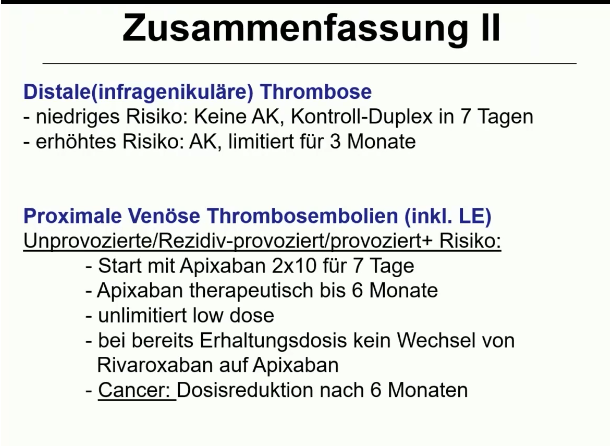 Zusammenfassung II
Distale(infragenikuläre) Thrombose
- niedriges Risiko: Keine AK, Kontroll-Duplex in 7 Tagen
- erhöhtes Risiko: AK, limitiert für 3 Monate
Proximale Venöse Thrombosembolien (inkl. LE)
Unprovozierte/Rezidiv-provoziert/provoziert+ Risiko:
- Start mit Apixaban 2x10 für 7 Tage
- Apixaban therapeutisch bis 6 Monate
- unlimitiert low dose
- bei bereits Erhaltungsdosis kein Wechsel von
Rivaroxaban auf Apixaban
- Cancer: Dosisreduktion nach 6 Monaten